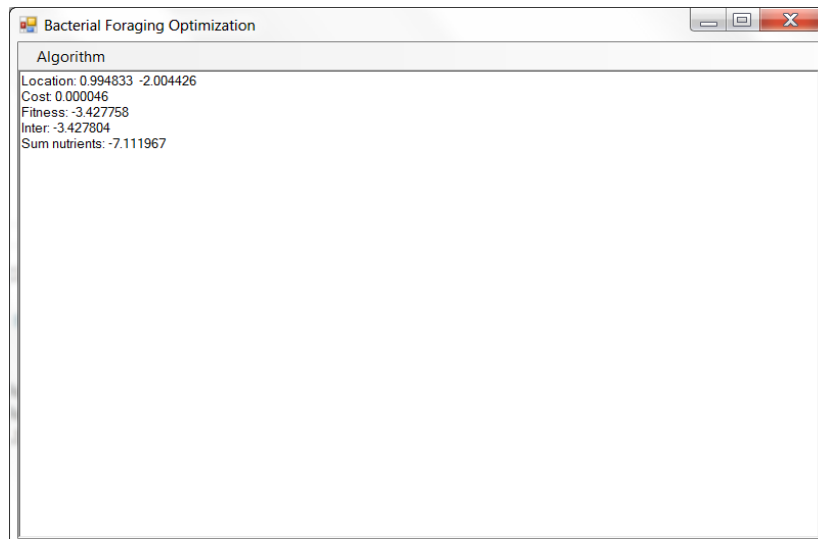 Bacterial Foraging Optimization
Algorithm
Location: 0.994833 -2.004426
Cost: 0.000046
Fitness: -3.427758
Inter: -3.427804
Sum nutrients: -7.111967